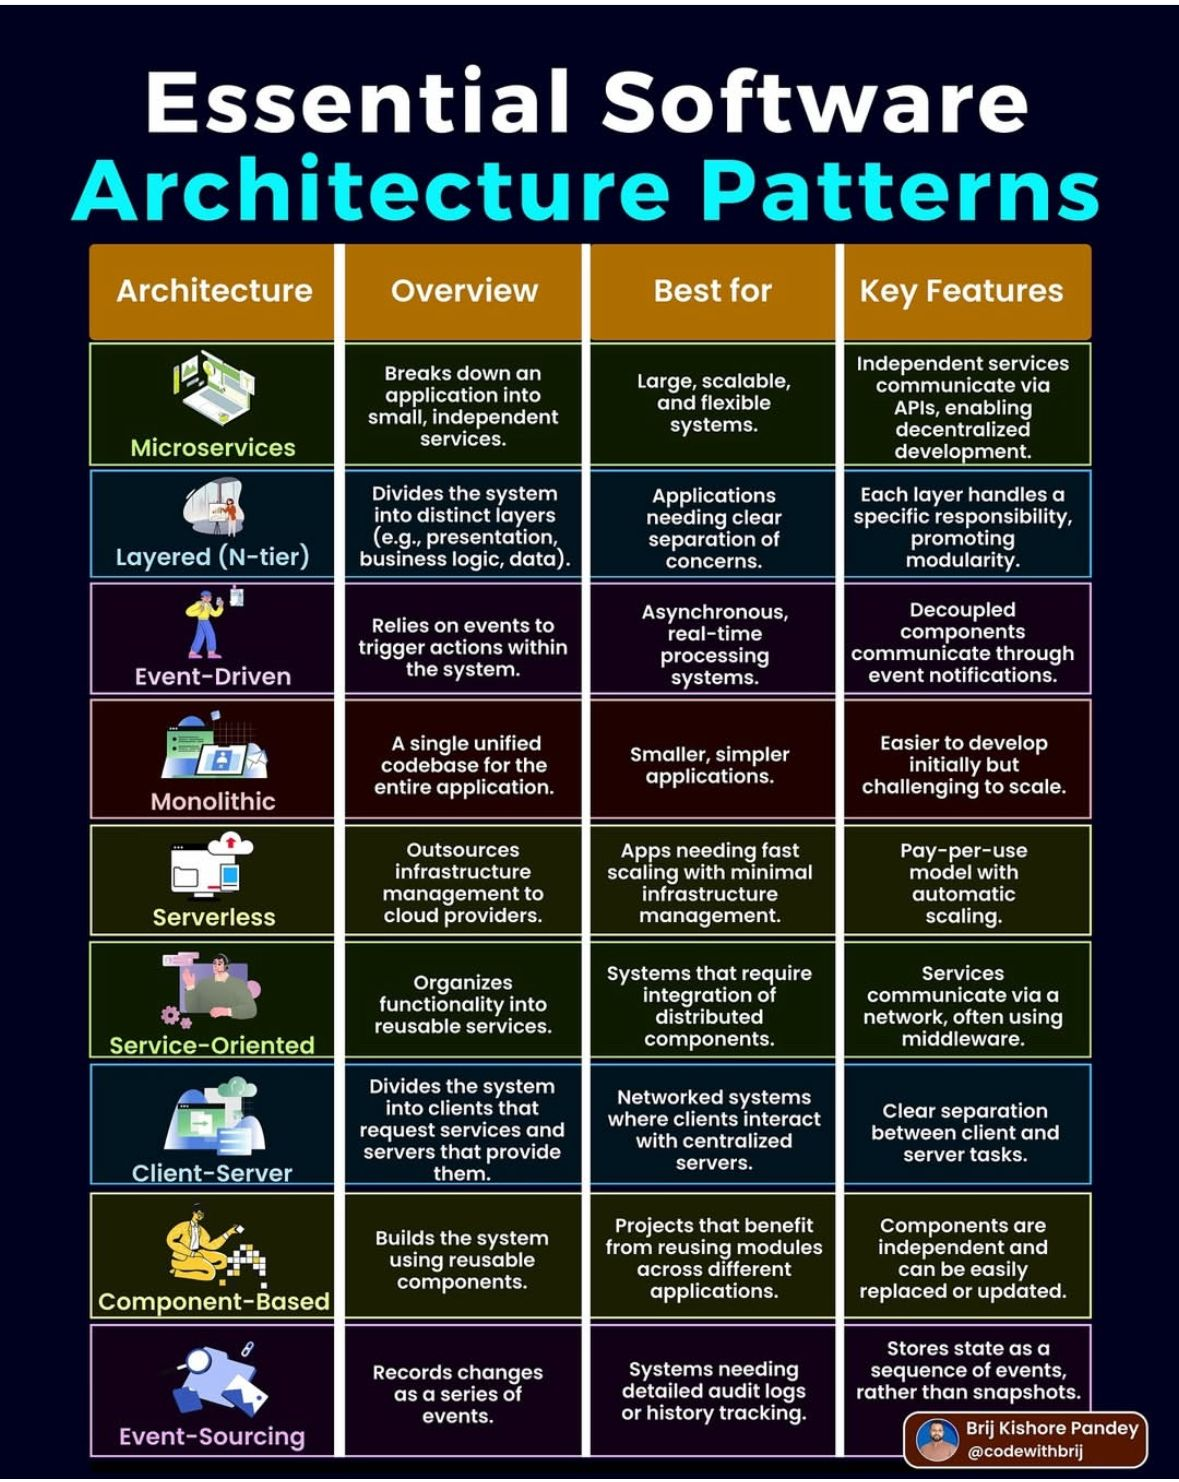 Essential Software
Architecture Patterns
Architecture
Overview
Best for
Key Features
Microservices
Breaks down an
application into
small, independent
services.
Large, scalable,
and flexible
systems.
Independent services
communicate via
APIs, enabling
decentralized
development.
Layered (N-tier)
Divides the system
into distinct layers
(e.g., presentation,
business logic, data).
Applications
needing clear
separation of
concerns.
Each layer handles a
specific responsibility,
promoting
modularity.
Event-Driven
Relies on events to
trigger actions within
the system.
Asynchronous,
real-time
processing
systems.
Decoupled
components
communicate through
event notifications.
Monolithic
A single unified
codebase for the
entire application.
Smaller, simpler
applications.
Easier to develop
initially but
challenging to scale.
Serverless
Outsources
infrastructure
management to
cloud providers.
Apps needing fast
scaling with minimal
infrastructure
management.
Pay-per-use
model with
automatic
scaling.
Service-Oriented
Organizes
functionality into
reusable services.
Systems that require
integration of
distributed
components.
Services
communicate via a
network, often using
middleware.
Client-Server
Divides the system
into clients that
request services and
servers that provide
them.
Networked systems
where clients interact
with centralized
servers.
Clear separation
between client and
server tasks.
Component-Based
Builds the system
using reusable
components.
Projects that benefit
from reusing modules
across different
applications.
Components are
independent and
can be easily
replaced or updated.
Event-Sourcing
Records changes
as a series of
events.
Systems needing
detailed audit logs
or history tracking.
Stores state as a
sequence of events,
rather than snapshots.
Brij Kishore Pandey
@codewithbrij